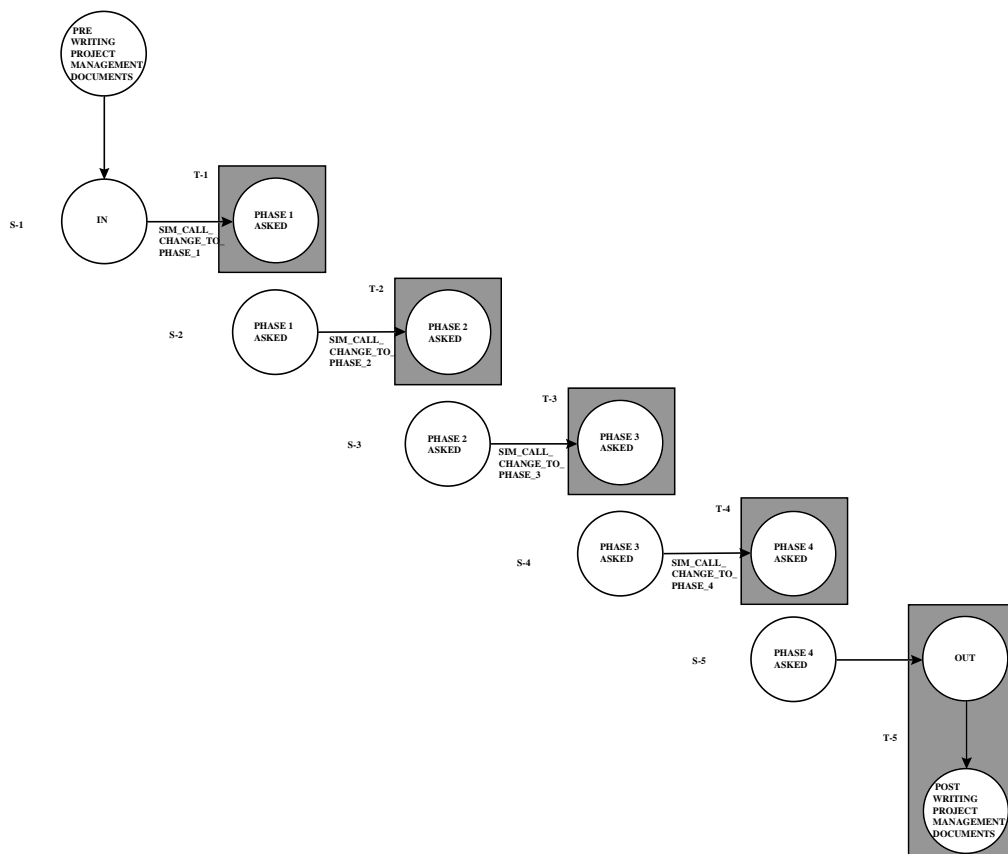 PRE
WRITING
PROJECT
MANAGEMENT
DOCUMENTS
T-1
S-1
IN
PHASE 1
ASKED
SIM_CALL_
CHANGE_TO_
PHASE_1
T-2
S-2
PHASE 1
ASKED
PHASE 2
ASKED
SIM_CALL_
CHANGE_TO_
PHASE_2
T-3
S-3
PHASE 2
ASKED
PHASE 3
ASKED
SIM_CALL_
CHANGE_TO_
PHASE_3
T-4
S-4
PHASE 3
ASKED
PHASE 4
ASKED
SIM_CALL_
CHANGE_TO_
PHASE_4
S-5
PHASE 4
ASKED
OUT
T-5
POST
WRITING
PROJECT
MANAGEMENT
DOCUMENTS